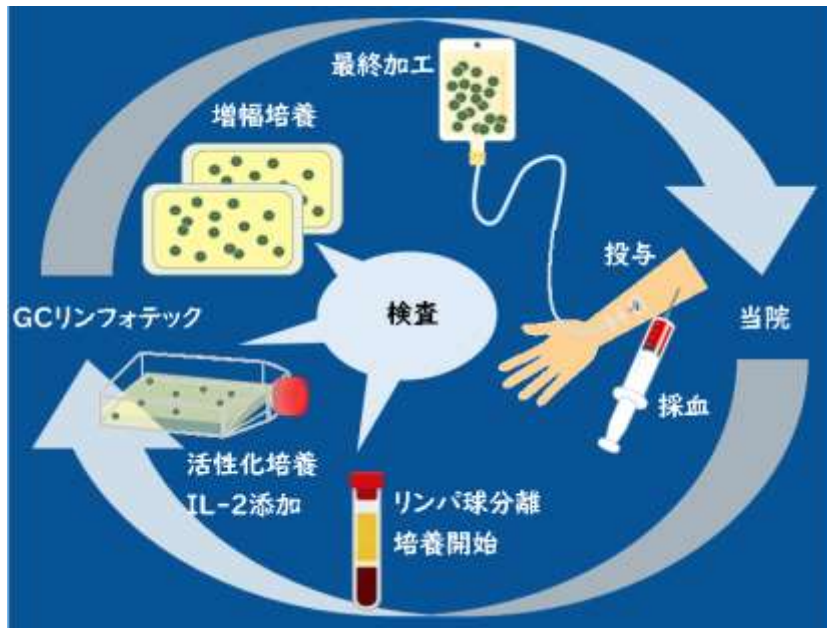 最終加工
増幅培養
投与
検査
GCリンフォテック
当院
採血
活性化培養
IL-2添加
リンパ球分離
培養開始